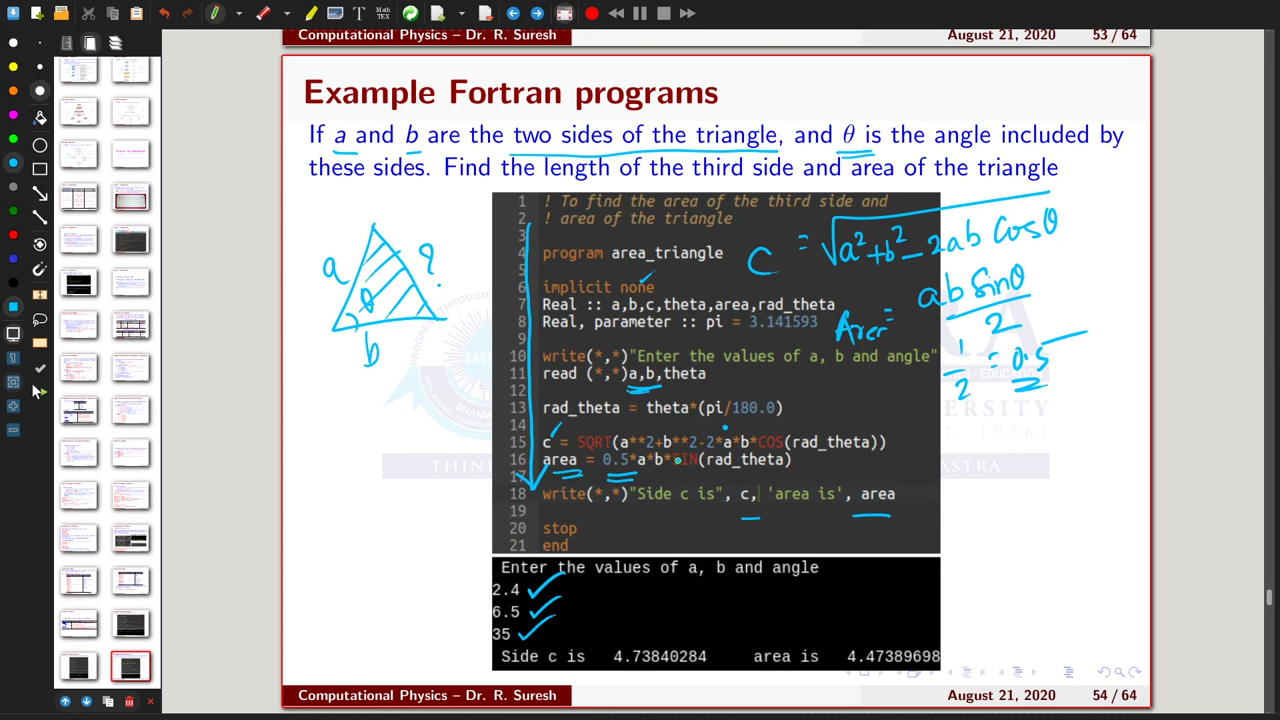 Computational Physics – Dr. R. Suresh August 21, 2020 53 / 64
Example Fortran programs
If a and b are the two sides of the triangle, and θ is the angle included by
these sides. Find the length of the third side and area of the triangle
1 ! To find the area of the third side and
2 ! area of the triangle
3
4 program area_triangle
5
6 implicit none
7 Real :: a,b,c,theta,area,rad_theta
8 Real, parameter :: pi = 3.141593
9
10 write(*,*)"Enter the values of a, b and angle"
11 read (*,*)a,b,theta
12
13 rad_theta = theta*(pi/180.0)
14
15 c = SQRT(a**2+b**2-2*a*b*COS(rad_theta))
16 area = 0.5*a*b*SIN(rad_theta)
17
18 write(*,*)"Side c is", c, 'area is', area
19
20 stop
21 end
a ?
θ
b
C = √a²+b²-2ab Cosθ
Area = ab sinθ
2
1/2 = 0.5
Enter the values of a, b and angle
2.4
6.5
35
Side c is 4.73840284 area is 4.47389698
Computational Physics – Dr. R. Suresh August 21, 2020 54 / 64